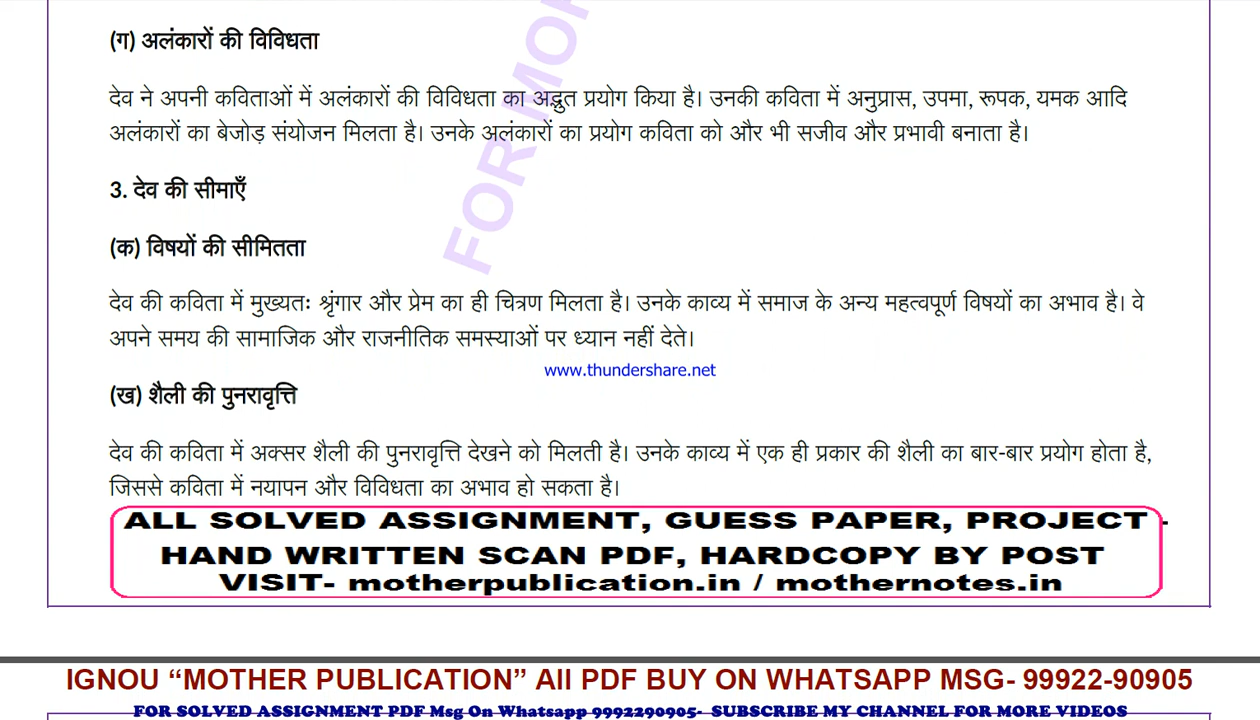 (ग) अलंकारों की विविधता
देव ने अपनी कविताओं में अलंकारों की विविधता का अद्भुत प्रयोग किया है। उनकी कविता में अनुप्रास, उपमा, रूपक, यमक आदि
अलंकारों का बेजोड़ संयोजन मिलता है। उनके अलंकारों का प्रयोग कविता को और भी सजीव और प्रभावी बनाता है।
FOR MOR
3. देव की सीमाएँ
(क) विषयों की सीमितता
देव की कविता में मुख्यतः श्रृंगार और प्रेम का ही चित्रण मिलता है। उनके काव्य में समाज के अन्य महत्वपूर्ण विषयों का अभाव है। वे
अपने समय की सामाजिक और राजनीतिक समस्याओं पर ध्यान नहीं देते।
www.thundershare.net
(ख) शैली की पुनरावृत्ति
देव की कविता में अक्सर शैली की पुनरावृत्ति देखने को मिलती है। उनके काव्य में एक ही प्रकार की शैली का बार-बार प्रयोग होता है,
जिससे कविता में नयापन और विविधता का अभाव हो सकता है।
ALL SOLVED ASSIGNMENT, GUESS PAPER, PROJECT -
HAND WRITTEN SCAN PDF, HARDCOPY BY POST
VISIT- motherpublication.in / mothernotes.in
IGNOU “MOTHER PUBLICATION” All PDF BUY ON WHATSAPP MSG- 99922-90905
FOR SOLVED ASSIGNMENT PDF Msg On Whatsapp 9992290905- SUBSCRIBE MY CHANNEL FOR MORE VIDEOS